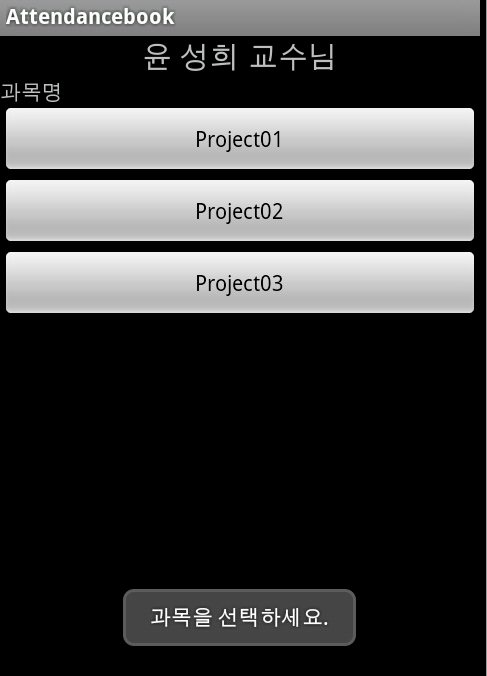 Attendancebook
윤 성희 교수님
과목명
Project01
Project02
Project03
과목을 선택하세요.